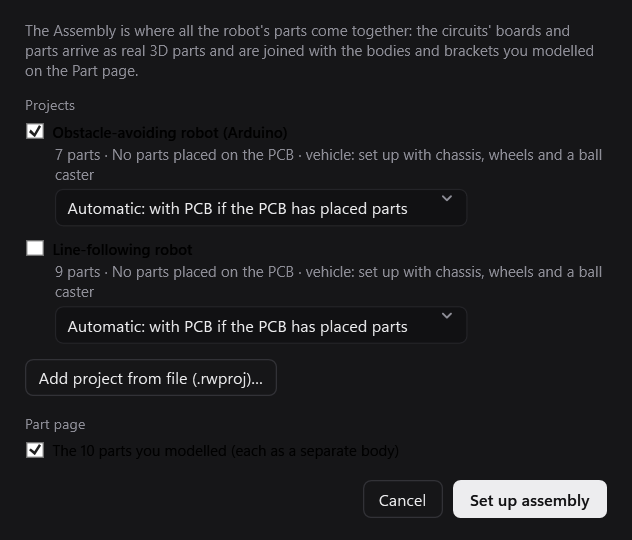 The Assembly is where all the robot's parts come together: the circuits' boards and
parts arrive as real 3D parts and are joined with the bodies and brackets you modelled
on the Part page.
Projects
Obstacle-avoiding robot (Arduino)
7 parts · No parts placed on the PCB · vehicle: set up with chassis, wheels and a ball
caster
Automatic: with PCB if the PCB has placed parts
Line-following robot
9 parts · No parts placed on the PCB · vehicle: set up with chassis, wheels and a ball
caster
Automatic: with PCB if the PCB has placed parts
Add project from file (.rwproj)...
Part page
The 10 parts you modelled (each as a separate body)
Cancel
Set up assembly